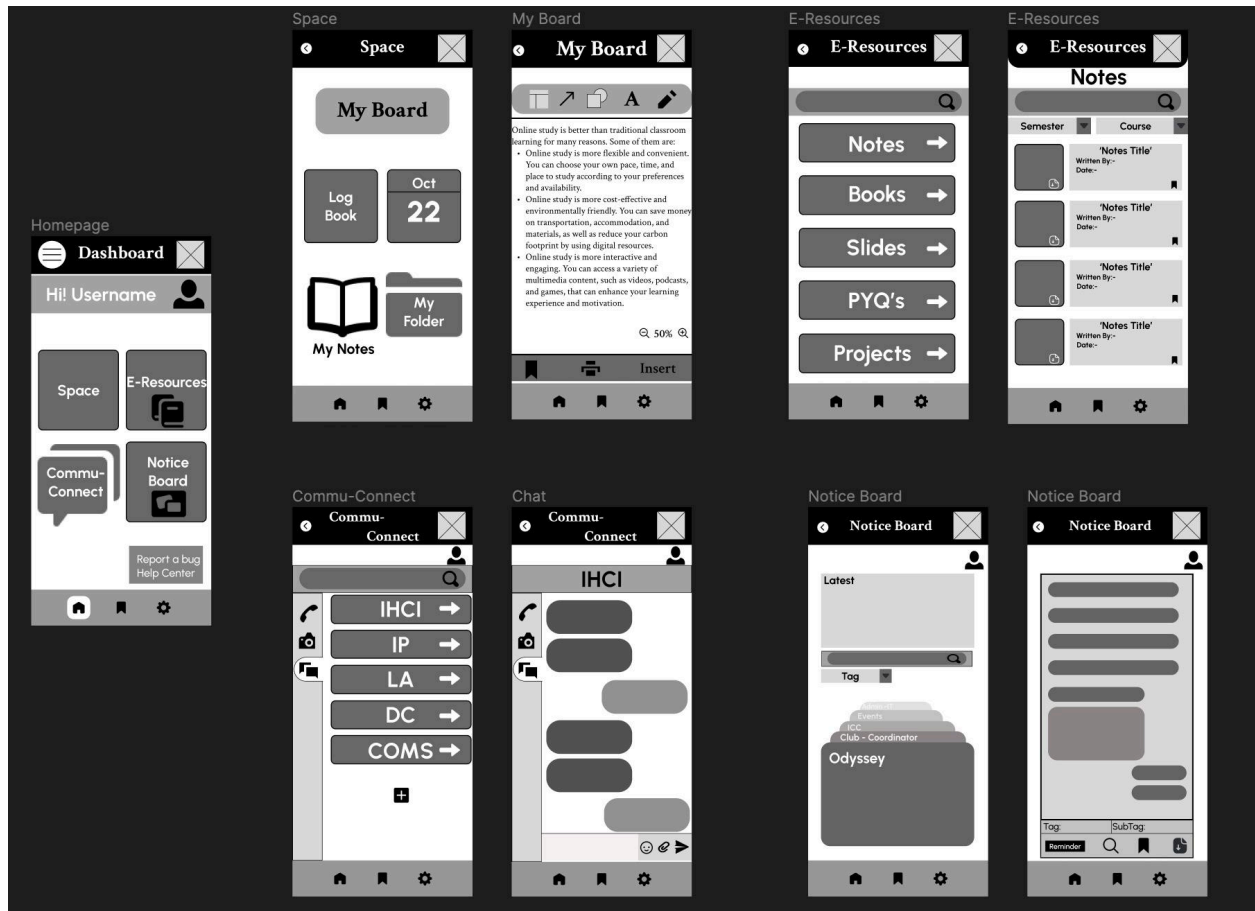 Homepage
Dashboard
Hi! Username
Space
E-Resources
Commu-
Connect
Notice
Board
Report a bug
Help Center
Space
Space
My Board
Log
Book
Oct
22
My Notes
My
Folder
My Board
My Board
A
Online study is better than traditional classroom
learning for many reasons. Some of them are:
• Online study is more flexible and convenient.
You can choose your own pace, time, and
place to study according to your preferences
and availability.
• Online study is more cost-effective and
environmentally friendly. You can save money
on transportation, accommodation, and
materials, as well as reduce your carbon
footprint by using digital resources.
• Online study is more interactive and
engaging. You can access a variety of
multimedia content, such as videos, podcasts,
and games, that can enhance your learning
experience and motivation.
50%
Insert
E-Resources
E-Resources
Notes
Books
Slides
PYQ's
Projects
E-Resources
E-Resources
Notes
Semester
Course
'Notes Title'
Written By:-
Date:-
'Notes Title'
Written By:-
Date:-
'Notes Title'
Written By:-
Date:-
'Notes Title'
Written By:-
Date:-
Commu-Connect
Commu-
Connect
IHCI
IP
LA
DC
COMS
Chat
Commu-
Connect
IHCI
Notice Board
Notice Board
Latest
Tag
Events
ICC
Club - Coordinator
Odyssey
Notice Board
Notice Board
Tag:
SubTag:
Reminder